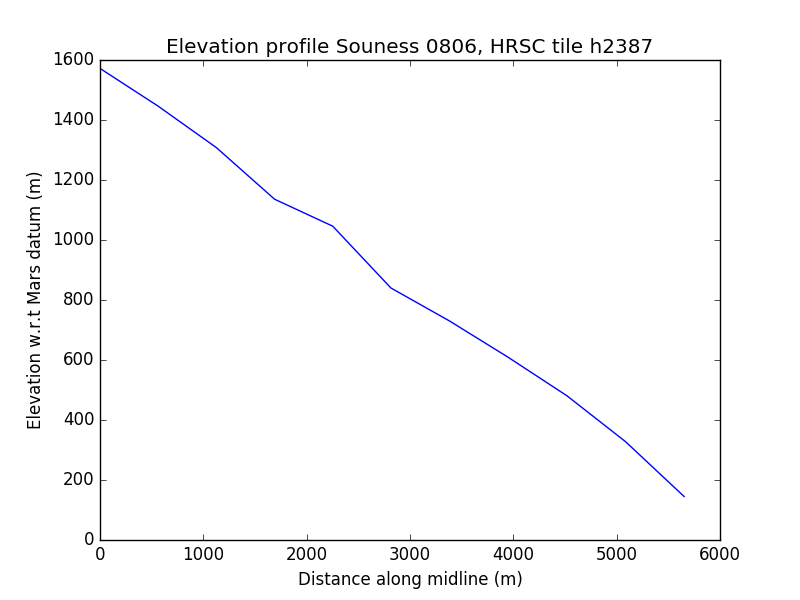 Elevation profile Souness 0806, HRSC tile h2387
Elevation w.r.t Mars datum (m)
1600
1400
1200
1000
800
600
400
200
0
0 1000 2000 3000 4000 5000 6000
Distance along midline (m)